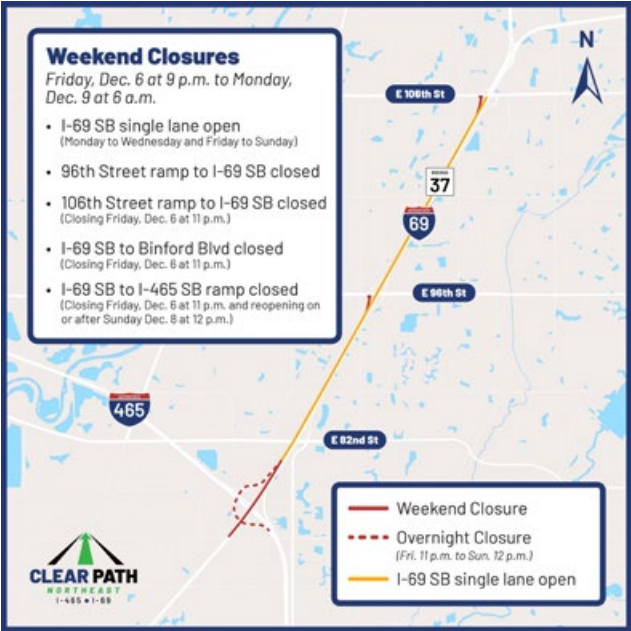 Weekend Closures
Friday, Dec. 6 at 9 p.m. to Monday,
Dec. 9 at 6 a.m.
• I-69 SB single lane open
(Monday to Wednesday and Friday to Sunday)
• 96th Street ramp to I-69 SB closed
• 106th Street ramp to I-69 SB closed
(Closing Friday, Dec. 6 at 11 p.m.)
• I-69 SB to Binford Blvd closed
(Closing Friday, Dec. 6 at 11 p.m.)
• I-69 SB to I-465 SB ramp closed
(Closing Friday, Dec. 6 at 11 p.m. and reopening on
or after Sunday Dec. 8 at 12 p.m.)
N
E 106th St
37
69
E 96th St
465
E 82nd St
Weekend Closure
Overnight Closure
(Fri. 11 p.m. to Sun. 12 p.m.)
I-69 SB single lane open
CLEAR PATH
NORTHEAST
I-465 • I-69